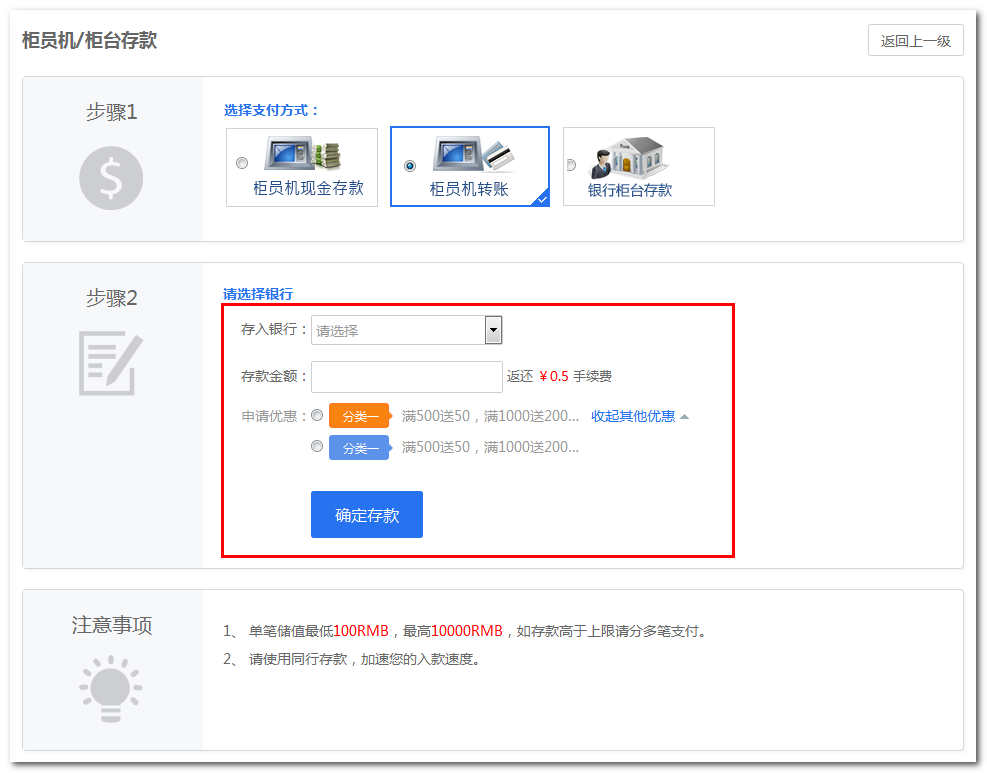 柜员机/柜台存款
返回上一级
步骤1
选择支付方式：
柜员机现金存款
柜员机转账
银行柜台存款
步骤2
请选择银行
存入银行：请选择
存款金额： 返还 ￥0.5 手续费
申请优惠： 分类一 满500送50，满1000送200... 收起其他优惠
分类一 满500送50，满1000送200...
确定存款
注意事项
1、 单笔储值最低100RMB，最高10000RMB，如存款高于上限请分多笔支付。
2、 请使用同行存款，加速您的入款速度。